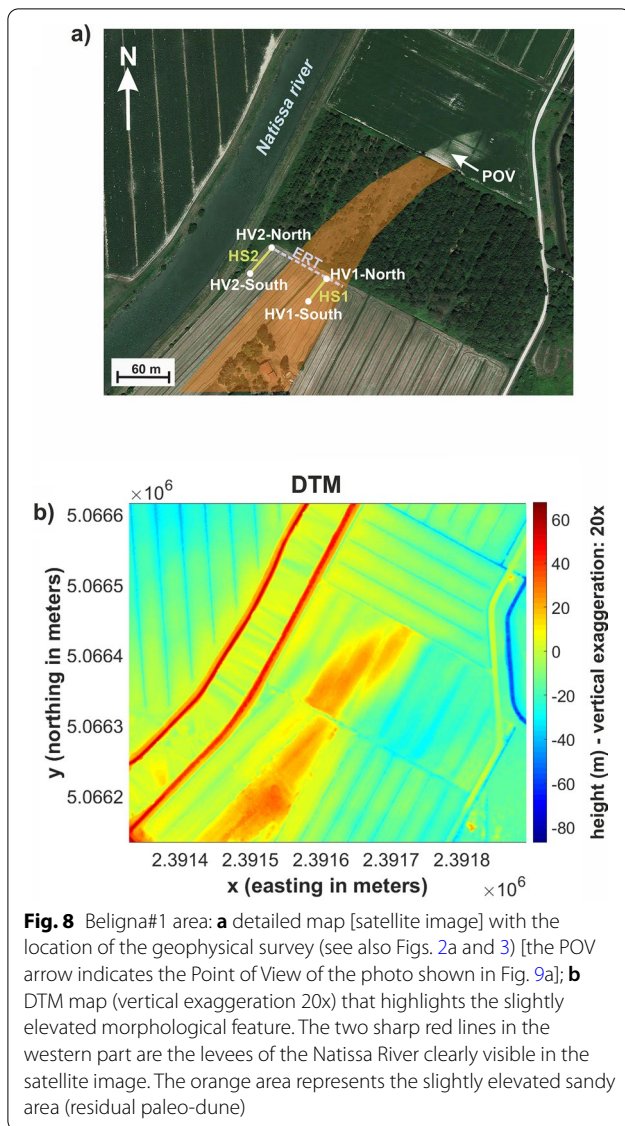 a)
N
Natissa river
POV
HV2-North
ERT
HV1-North
HS2
HV2-South
HS1
HV1-South
60 m
DTM
×10⁶
b)
5.0666
5.0665
5.0664
5.0663
5.0662
y (northing in meters)
2.3914 2.3915 2.3916 2.3917 2.3918
x (easting in meters)
×10⁶
60
40
20
0
-20
-40
-60
-80
height (m) - vertical exaggeration: 20x
Fig. 8 Beligna#1 area: a detailed map [satellite image] with the
location of the geophysical survey (see also Figs. 2a and 3) [the POV
arrow indicates the Point of View of the photo shown in Fig. 9a]; b
DTM map (vertical exaggeration 20x) that highlights the slightly
elevated morphological feature. The two sharp red lines in the
western part are the levees of the Natissa River clearly visible in the
satellite image. The orange area represents the slightly elevated sandy
area (residual paleo-dune)